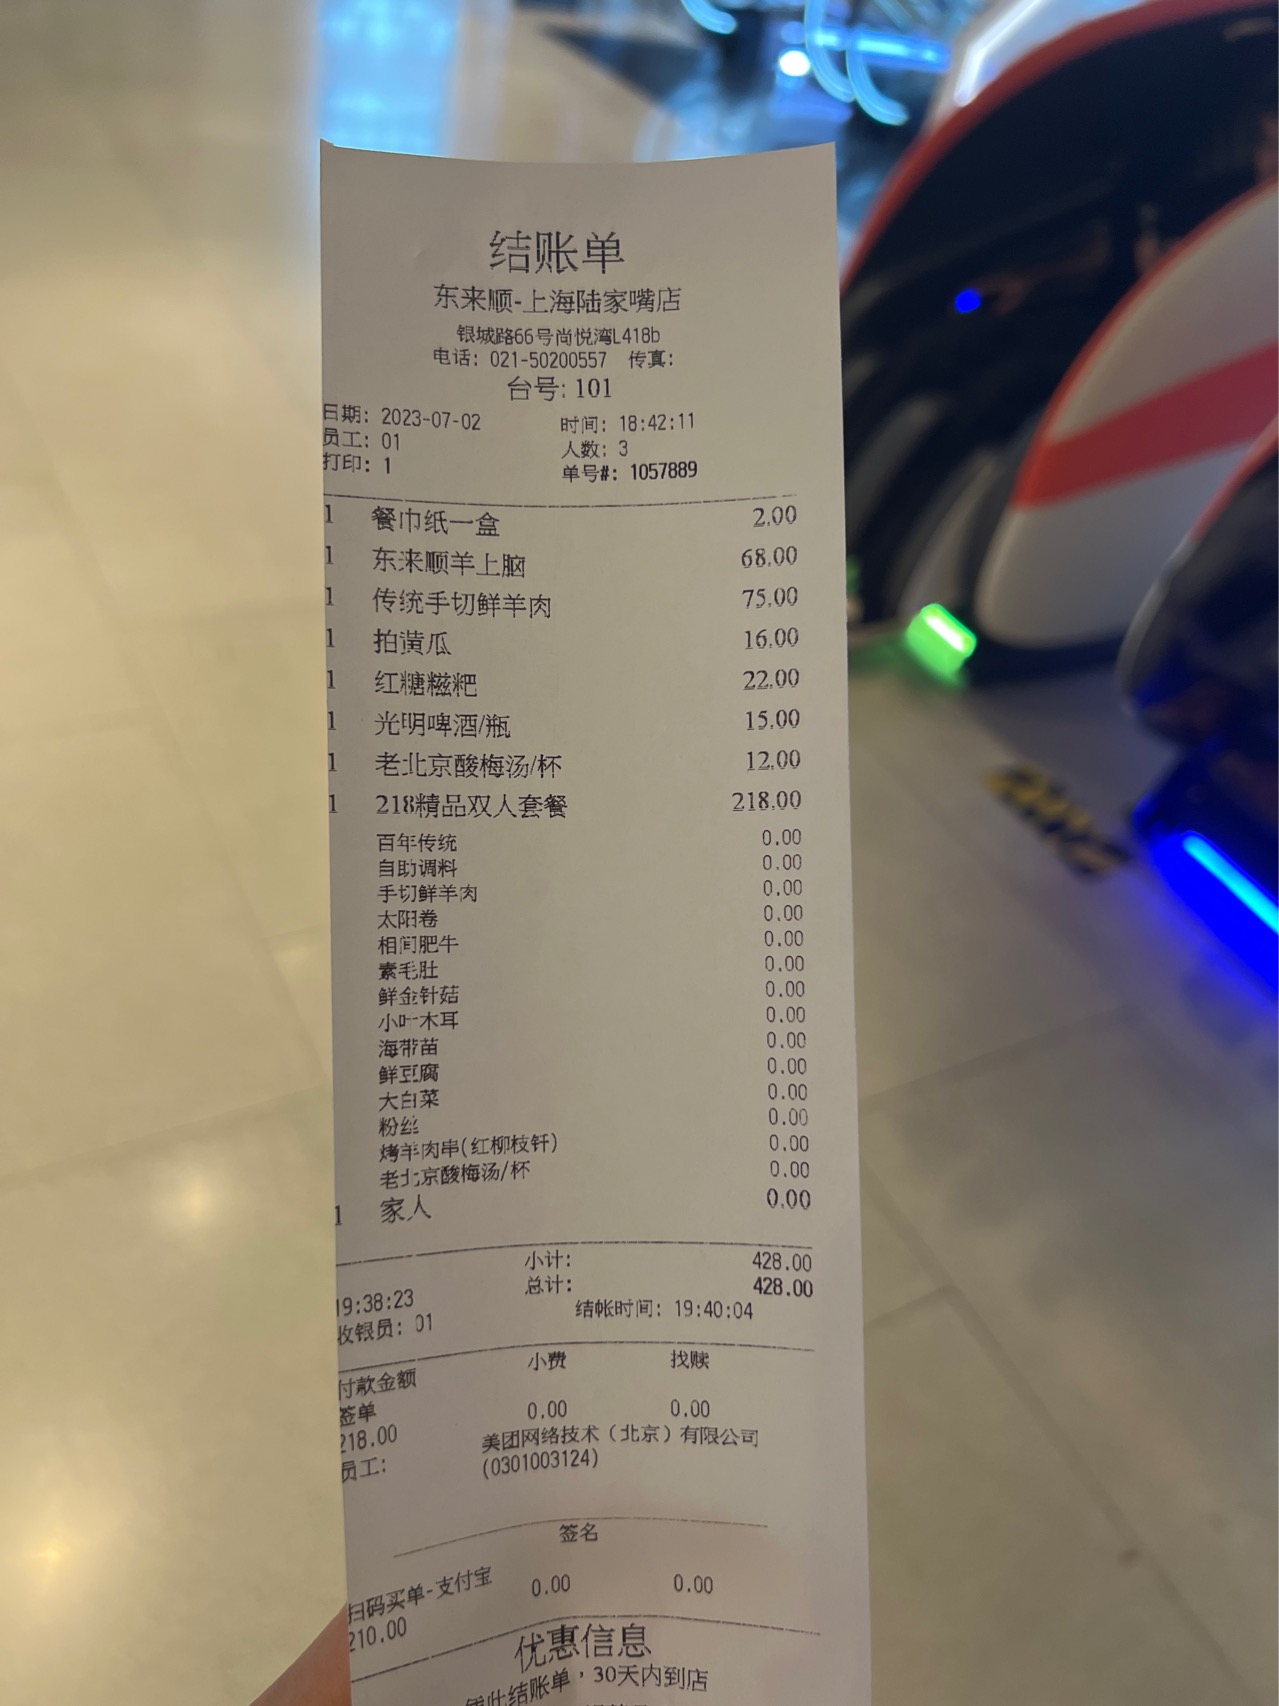 结账单
东来顺-上海陆家嘴店
银城路66号尚悦湾L418b
电话: 021-50200557 传真:
台号: 101
日期: 2023-07-02 时间: 18:42:11
员工: 01 人数: 3
打印: 1 单号#: 1057889
1 餐巾纸一盒 2.00
1 东来顺羊上脑 68.00
1 传统手切鲜羊肉 75.00
1 拍黄瓜 16.00
1 红糖糍粑 22.00
1 光明啤酒/瓶 15.00
1 老北京酸梅汤/杯 12.00
1 218精品双人套餐 218.00
百年传统 0.00
自助调料 0.00
手切鲜羊肉 0.00
太阳卷 0.00
相间肥牛 0.00
素毛肚 0.00
鲜金针菇 0.00
小叶木耳 0.00
海带苗 0.00
鲜豆腐 0.00
大白菜 0.00
粉丝 0.00
烤羊肉串(红柳枝钎) 0.00
老北京酸梅汤/杯 0.00
1 家人 0.00
小计: 428.00
总计: 428.00
19:38:23 结帐时间: 19:40:04
收银员: 01
付款金额 小费 找赎
签单 0.00 0.00
218.00 美团网络技术（北京）有限公司
员工: (0301003124)
签名
扫码买单-支付宝 0.00 0.00
210.00
优惠信息
此结账单，30天内到店